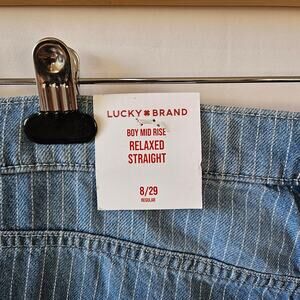 LUCKY BRAND
BOY MID RISE
RELAXED
STRAIGHT
8/29
REGULAR